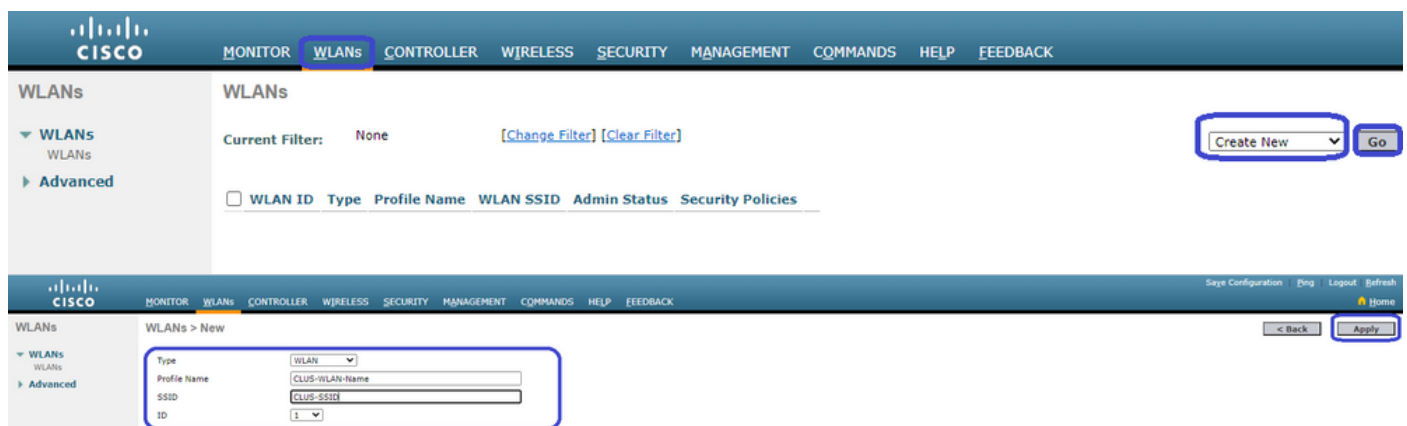 CISCO
MONITOR WLANs CONTROLLER WIRELESS SECURITY MANAGEMENT COMMANDS HELP FEEDBACK
WLANs
WLANs
WLANs
Advanced
WLANs
Current Filter: None [Change Filter] [Clear Filter]
Create New Go
WLAN ID Type Profile Name WLAN SSID Admin Status Security Policies
Save Configuration Ping Logout Refresh
CISCO
MONITOR WLANs CONTROLLER WIRELESS SECURITY MANAGEMENT COMMANDS HELP FEEDBACK
Home
WLANs
WLANs
WLANs
Advanced
WLANs > New
< Back Apply
Type WLAN
Profile Name CLUS-WLAN-Name
SSID CLUS-SSID
ID 1